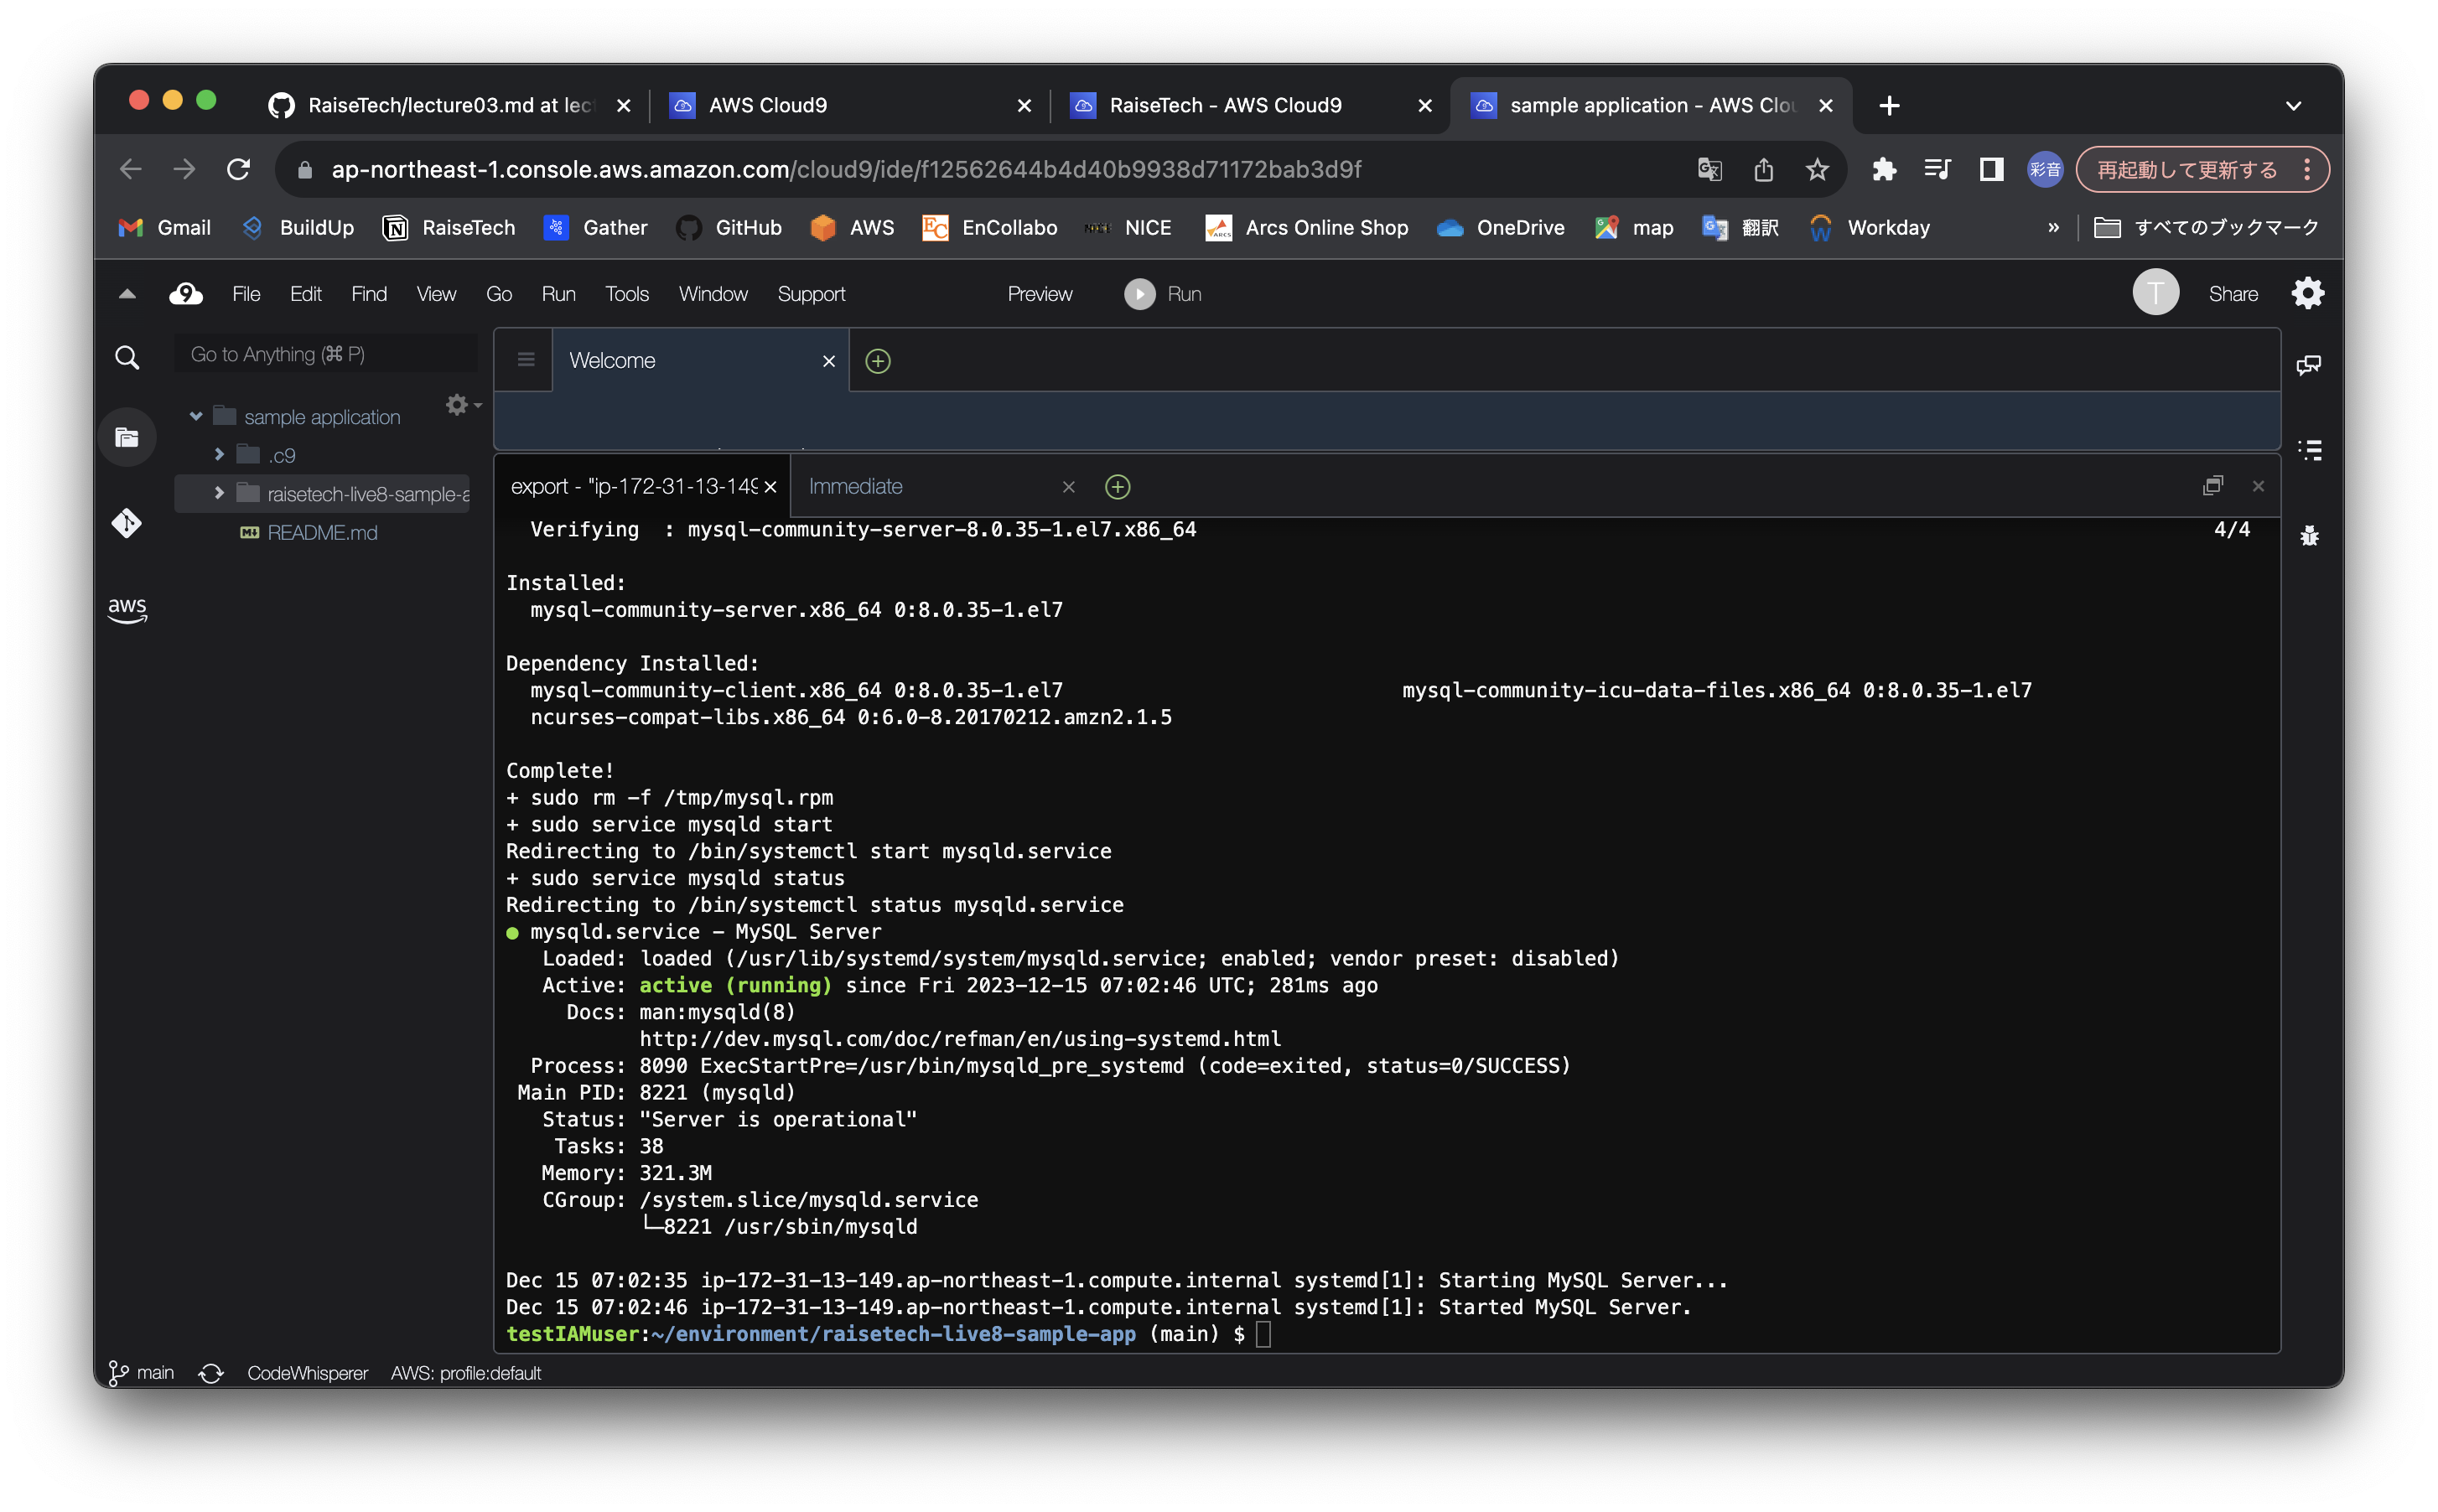 RaiseTech/lecture03.md at lec
AWS Cloud9
RaiseTech - AWS Cloud9
sample application - AWS Clou
ap-northeast-1.console.aws.amazon.com/cloud9/ide/f12562644b4d40b9938d71172bab3d9f
彩音
再起動して更新する
Gmail
BuildUp
RaiseTech
Gather
GitHub
AWS
EnCollabo
NICE
Arcs Online Shop
OneDrive
map
翻訳
Workday
»
すべてのブックマーク
9 File Edit Find View Go Run Tools Window Support Preview Run T Share
Go to Anything (⌘ P)
Welcome
sample application
.c9
raisetech-live8-sample-a
README.md
aws
export - "ip-172-31-13-149
Immediate
Verifying  : mysql-community-server-8.0.35-1.el7.x86_64 4/4
Installed:
mysql-community-server.x86_64 0:8.0.35-1.el7
Dependency Installed:
mysql-community-client.x86_64 0:8.0.35-1.el7 mysql-community-icu-data-files.x86_64 0:8.0.35-1.el7
ncurses-compat-libs.x86_64 0:6.0-8.20170212.amzn2.1.5
Complete!
+ sudo rm -f /tmp/mysql.rpm
+ sudo service mysqld start
Redirecting to /bin/systemctl start mysqld.service
+ sudo service mysqld status
Redirecting to /bin/systemctl status mysqld.service
● mysqld.service - MySQL Server
Loaded: loaded (/usr/lib/systemd/system/mysqld.service; enabled; vendor preset: disabled)
Active: active (running) since Fri 2023-12-15 07:02:46 UTC; 281ms ago
Docs: man:mysqld(8)
http://dev.mysql.com/doc/refman/en/using-systemd.html
Process: 8090 ExecStartPre=/usr/bin/mysqld_pre_systemd (code=exited, status=0/SUCCESS)
Main PID: 8221 (mysqld)
Status: "Server is operational"
Tasks: 38
Memory: 321.3M
CGroup: /system.slice/mysqld.service
└─8221 /usr/sbin/mysqld
Dec 15 07:02:35 ip-172-31-13-149.ap-northeast-1.compute.internal systemd[1]: Starting MySQL Server...
Dec 15 07:02:46 ip-172-31-13-149.ap-northeast-1.compute.internal systemd[1]: Started MySQL Server.
testIAMuser:~/environment/raisetech-live8-sample-app (main) $
main
CodeWhisperer
AWS: profile:default